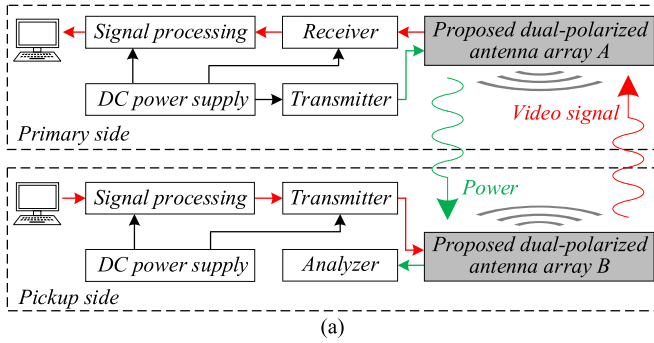 Signal processing
Receiver
Proposed dual-polarized
antenna array A
DC power supply
Transmitter
Primary side
Video signal
Power
Signal processing
Transmitter
DC power supply
Analyzer
Proposed dual-polarized
antenna array B
Pickup side
(a)